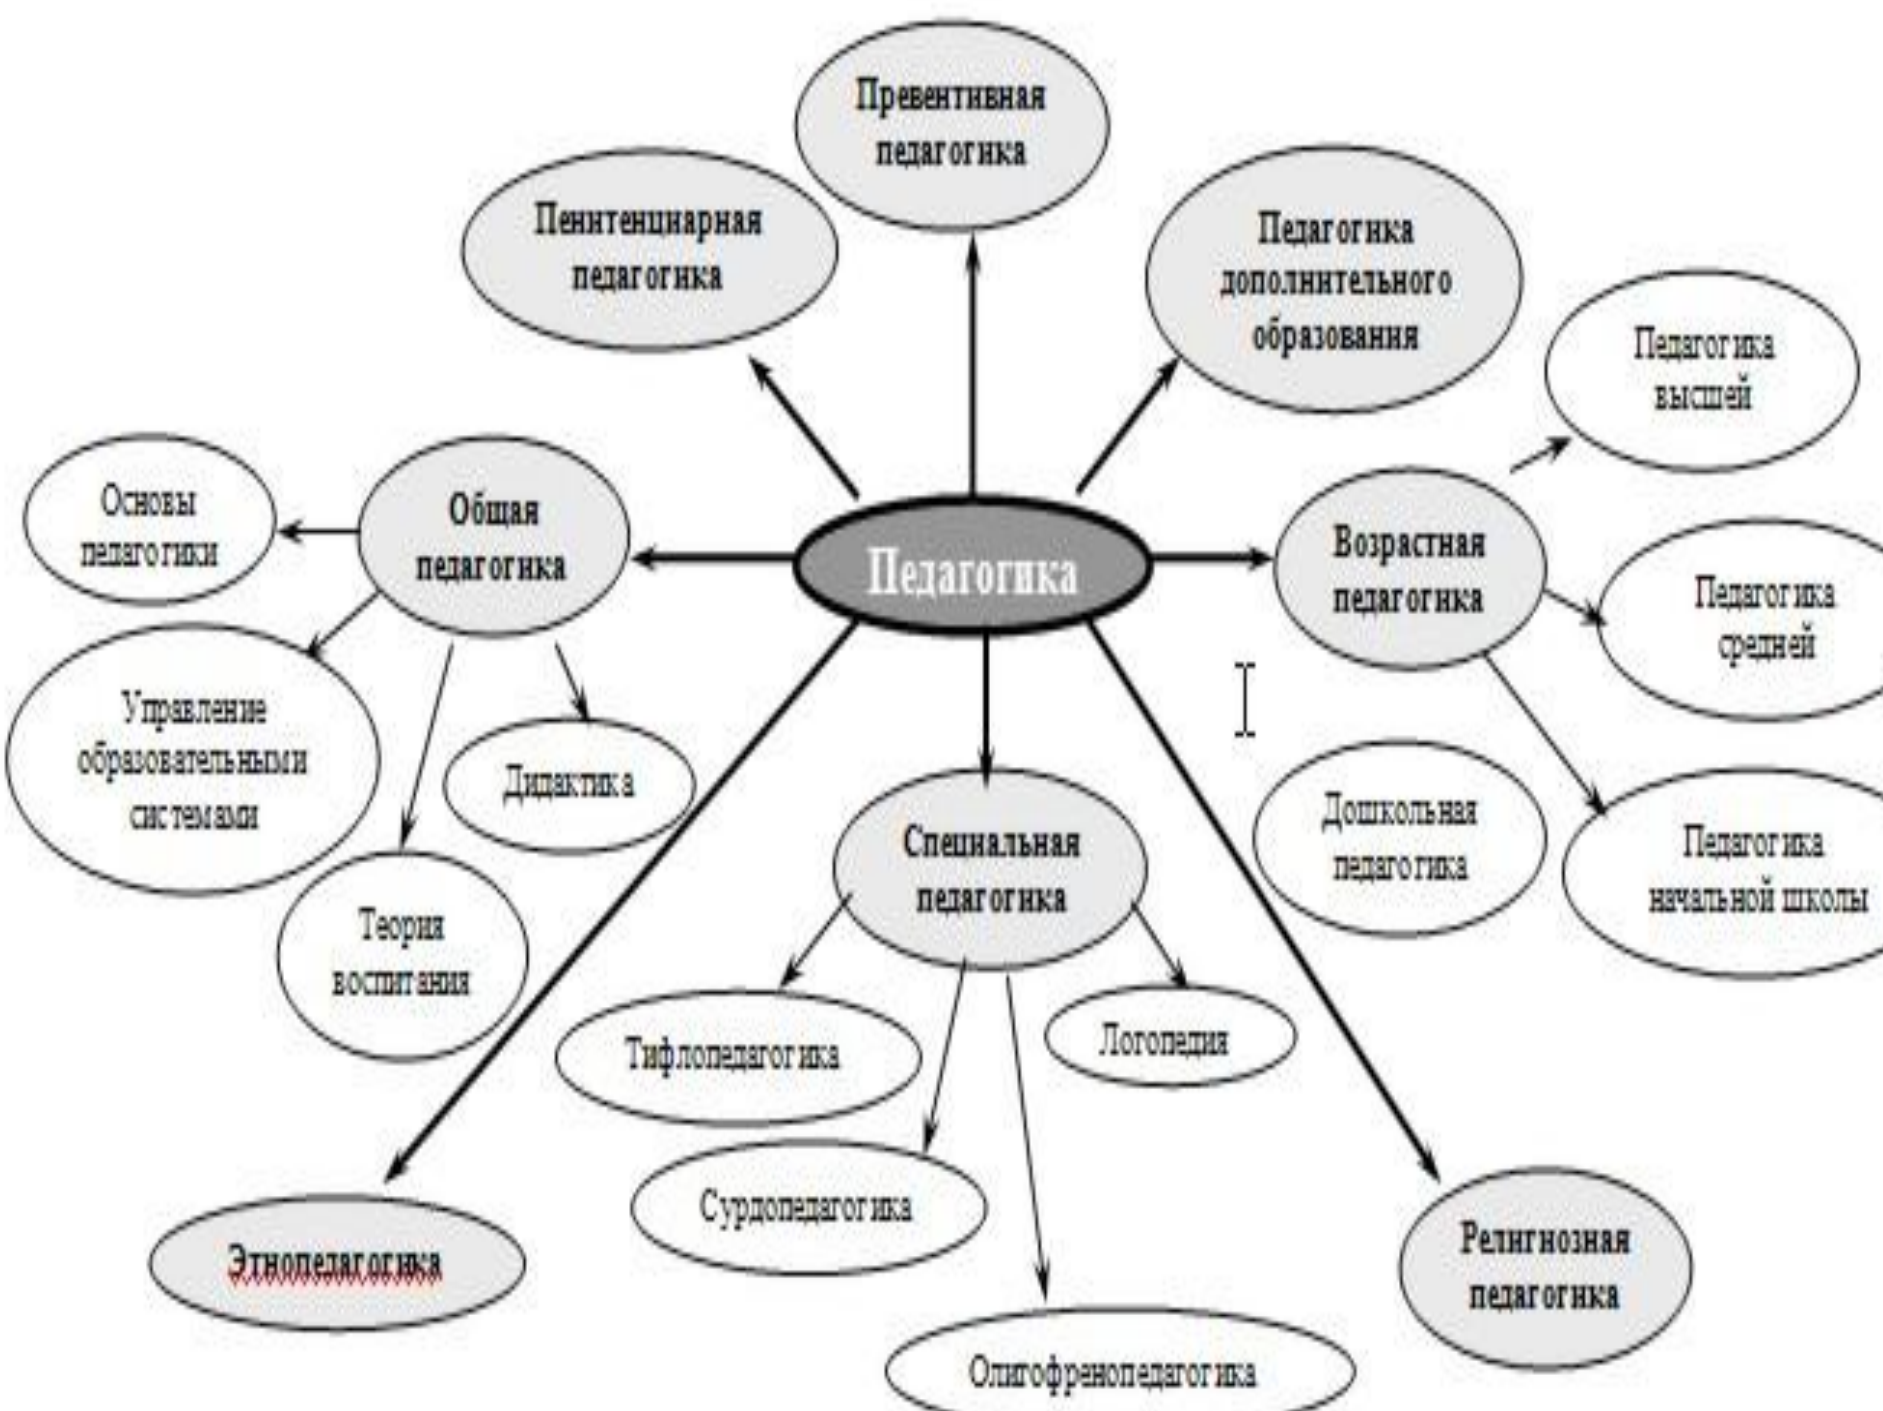 Превентивная
педагогика
Пенитенциарная
педагогика
Педагогика
дополнительного
образования
Педагогика
высшей
Основы
педагогики
Общая
педагогика
Педагогика
Возрастная
педагогика
Педагогика
средней
Управление
образовательными
системами
Дидактика
Теория
воспитания
Специальная
педагогика
Дошкольная
педагогика
Педагогика
начальной школы
Тифлопедагогика
Логопедия
Сурдопедагогика
Этнопедагогика
Религиозная
педагогика
Олигофренопедагогика